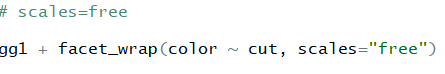 # scales=free
gg1 + facet_wrap(color ~ cut, scales="free")